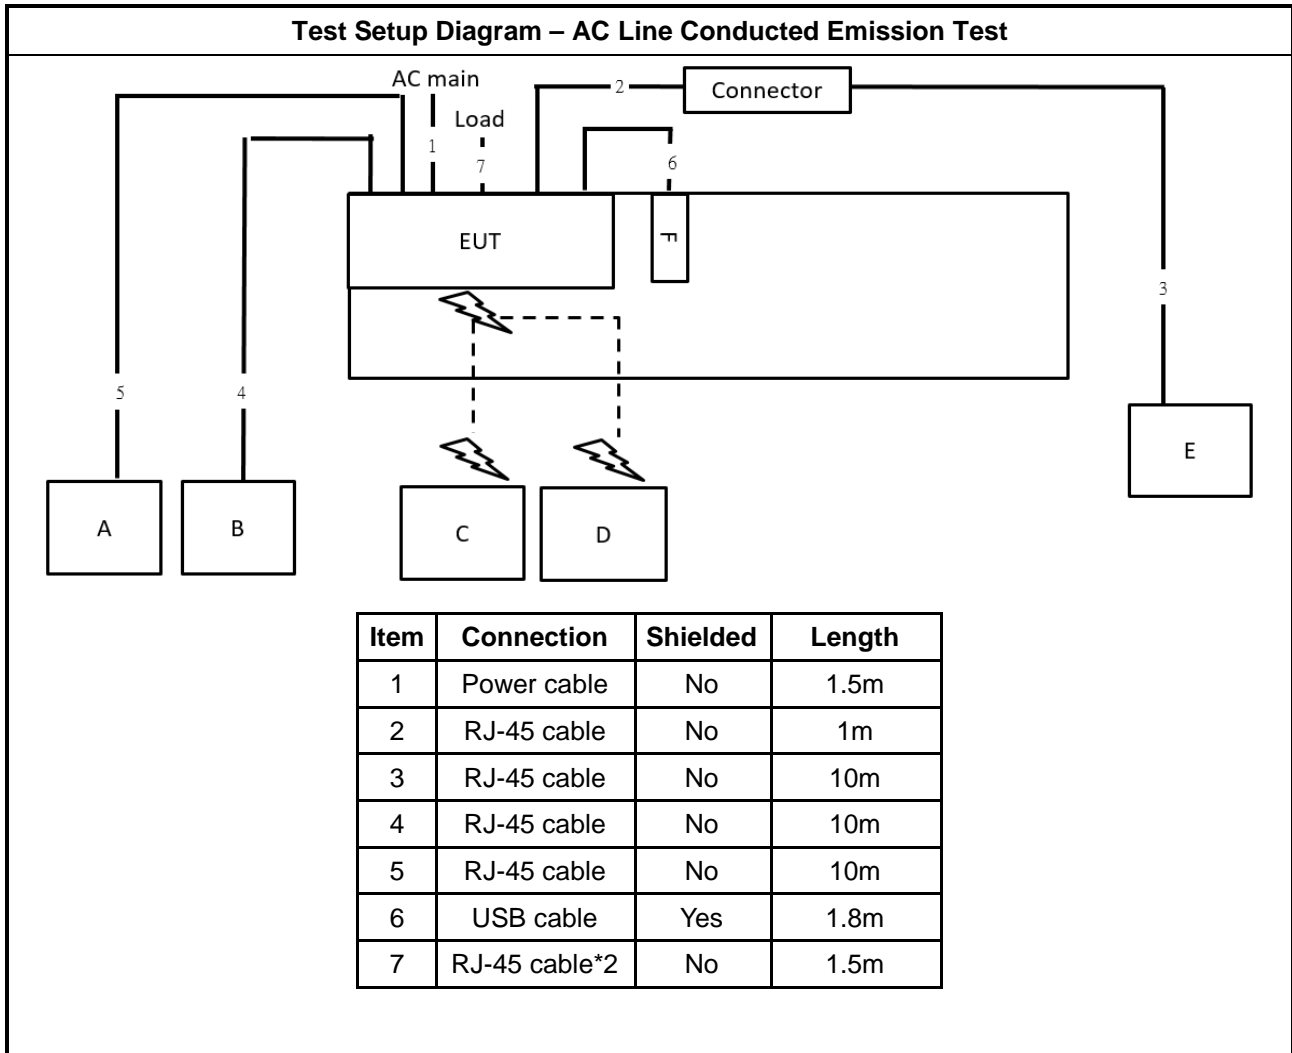 Test Setup Diagram – AC Line Conducted Emission Test
AC main
2
Connector
Load
1
7
6
EUT
F
3
5
4
E
A
B
C
D
Item Connection Shielded Length
1 Power cable No 1.5m
2 RJ-45 cable No 1m
3 RJ-45 cable No 10m
4 RJ-45 cable No 10m
5 RJ-45 cable No 10m
6 USB cable Yes 1.8m
7 RJ-45 cable*2 No 1.5m